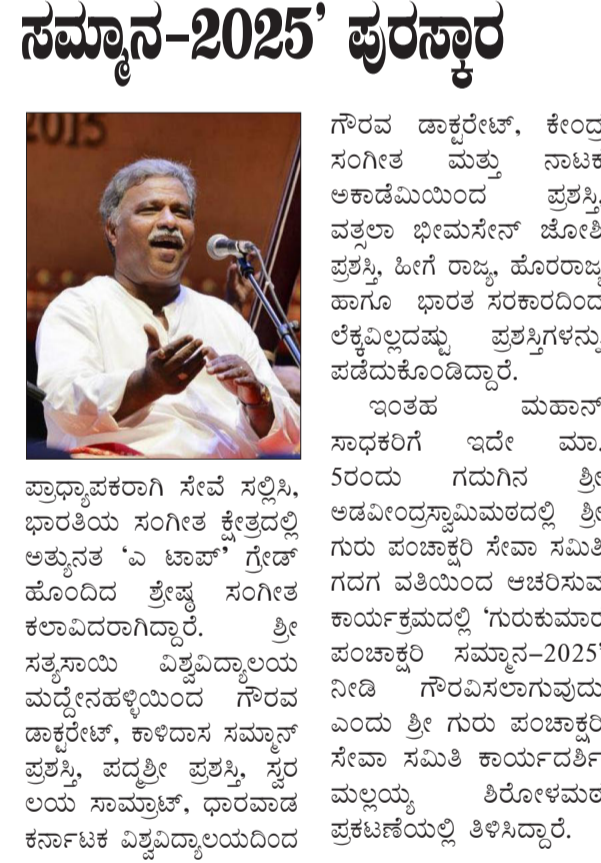 ಸಮ್ಮಾನ-2025' ಪುರಸ್ಕಾರ
2015
ಪ್ರಾಧ್ಯಾಪಕರಾಗಿ ಸೇವೆ ಸಲ್ಲಿಸಿ,
ಭಾರತಿಯ ಸಂಗೀತ ಕ್ಷೇತ್ರದಲ್ಲಿ
ಅತ್ಯುನತ 'ಎ ಟಾಪ್' ಗ್ರೇಡ್
ಹೊಂದಿದ ಶ್ರೇಷ್ಠ ಸಂಗೀತ
ಕಲಾವಿದರಾಗಿದ್ದಾರೆ. ಶ್ರೀ
ಸತ್ಯಸಾಯಿ ವಿಶ್ವವಿದ್ಯಾಲಯ
ಮದ್ದೇನಹಳ್ಳಿಯಿಂದ ಗೌರವ
ಡಾಕ್ಟರೇಟ್, ಕಾಳಿದಾಸ ಸಮ್ಮಾನ್
ಪ್ರಶಸ್ತಿ, ಪದ್ಮಶ್ರೀ ಪ್ರಶಸ್ತಿ, ಸ್ವರ
ಲಯ ಸಾಮ್ರಾಟ್, ಧಾರವಾಡ
ಕರ್ನಾಟಕ ವಿಶ್ವವಿದ್ಯಾಲಯದಿಂದ
ಗೌರವ ಡಾಕ್ಟರೇಟ್, ಕೇಂದ್ರ
ಸಂಗೀತ ಮತ್ತು ನಾಟಕ
ಅಕಾಡೆಮಿಯಿಂದ ಪ್ರಶಸ್ತಿ,
ವತ್ಸಲಾ ಭೀಮಸೇನ್ ಜೋಶಿ
ಪ್ರಶಸ್ತಿ, ಹೀಗೆ ರಾಜ್ಯ, ಹೊರರಾಜ್ಯ
ಹಾಗೂ ಭಾರತ ಸರಕಾರದಿಂದ
ಲೆಕ್ಕವಿಲ್ಲದಷ್ಟು ಪ್ರಶಸ್ತಿಗಳನ್ನು
ಪಡೆದುಕೊಂಡಿದ್ದಾರೆ.
ಇಂತಹ ಮಹಾನ್
ಸಾಧಕರಿಗೆ ಇದೇ ಮಾ.
5ರಂದು ಗದುಗಿನ ಶ್ರೀ
ಅಡವೀಂದ್ರಸ್ವಾಮಿಮಠದಲ್ಲಿ ಶ್ರೀ
ಗುರು ಪಂಚಾಕ್ಷರಿ ಸೇವಾ ಸಮಿತಿ
ಗದಗ ವತಿಯಿಂದ ಆಚರಿಸುವ
ಕಾರ್ಯಕ್ರಮದಲ್ಲಿ 'ಗುರುಕುಮಾರ
ಪಂಚಾಕ್ಷರಿ ಸಮ್ಮಾನ-2025'
ನೀಡಿ ಗೌರವಿಸಲಾಗುವುದು
ಎಂದು ಶ್ರೀ ಗುರು ಪಂಚಾಕ್ಷರಿ
ಸೇವಾ ಸಮಿತಿ ಕಾರ್ಯದರ್ಶಿ
ಮಲ್ಲಯ್ಯ ಶಿರೋಳಮಠ
ಪ್ರಕಟಣೆಯಲ್ಲಿ ತಿಳಿಸಿದ್ದಾರೆ.